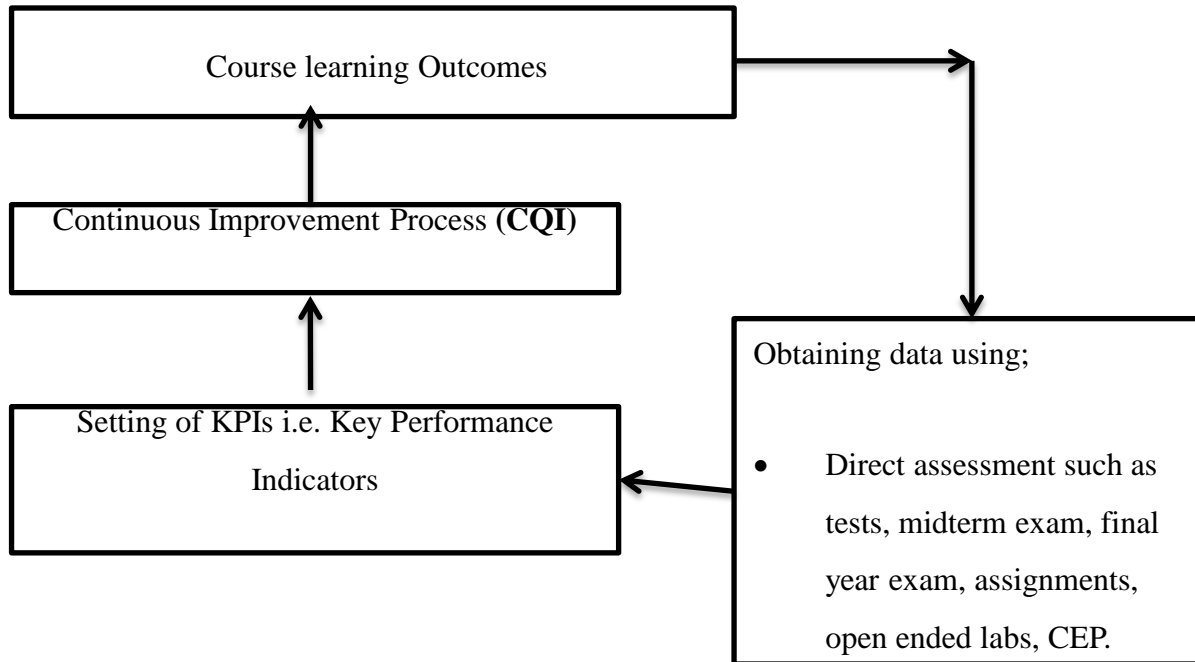 Course learning Outcomes
Continuous Improvement Process (CQI)
Setting of KPIs i.e. Key Performance
Indicators
Obtaining data using;
• Direct assessment such as
tests, midterm exam, final
year exam, assignments,
open ended labs, CEP.